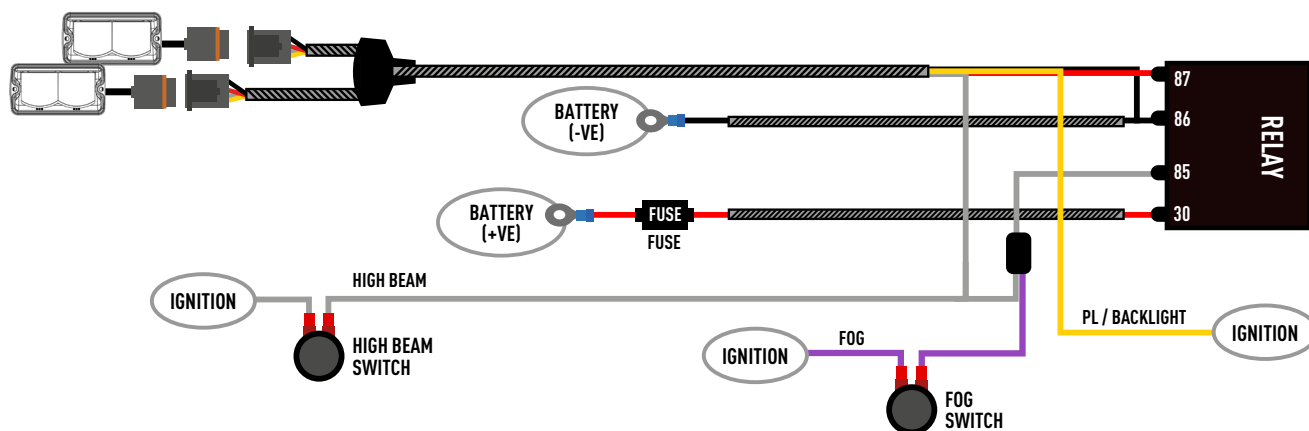 87
BATTERY
(-VE)
86
RELAY
85
BATTERY
(+VE)
FUSE
30
FUSE
HIGH BEAM
IGNITION
PL / BACKLIGHT
IGNITION
FOG
IGNITION
HIGH BEAM
SWITCH
FOG
SWITCH